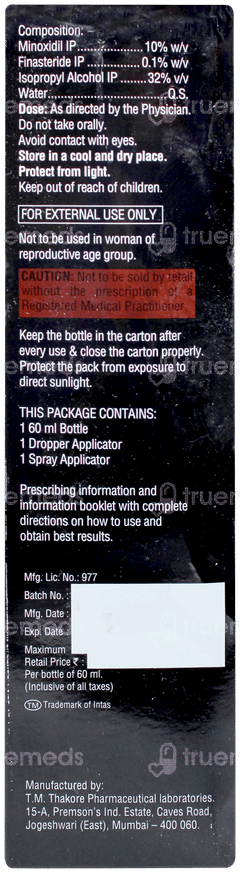 Composition:
Minoxidil IP.................... 10% w/v
Finasteride IP ................ 0.1% w/v
Isopropyl Alcohol IP ........32% v/v
Water......................................Q.S.
Dose: As directed by the Physician.
Do not take orally.
Avoid contact with eyes.
Store in a cool and dry place.
Protect from light.
Keep out of reach of children.
FOR EXTERNAL USE ONLY
Not to be used in woman of
reproductive age group.
CAUTION: Not to be sold by retail
without the prescription of a
Registered Medical Practitioner.
Keep the bottle in the carton after
every use & close the carton properly.
Protect the pack from exposure to
direct sunlight.
THIS PACKAGE CONTAINS:
1 60 ml Bottle
1 Dropper Applicator
1 Spray Applicator
Prescribing information and
information booklet with complete
directions on how to use and
obtain best results.
Mfg. Lic. No.: 977
Batch No. :
Mfg. Date :
Exp. Date :
Maximum
Retail Price ₹ :
Per bottle of 60 ml.
(Inclusive of all taxes)
TM Trademark of Intas
Manufactured by:
T.M. Thakore Pharmaceutical laboratories.
15-A, Premson's Ind. Estate, Caves Road,
Jogeshwari (East), Mumbai – 400 060.